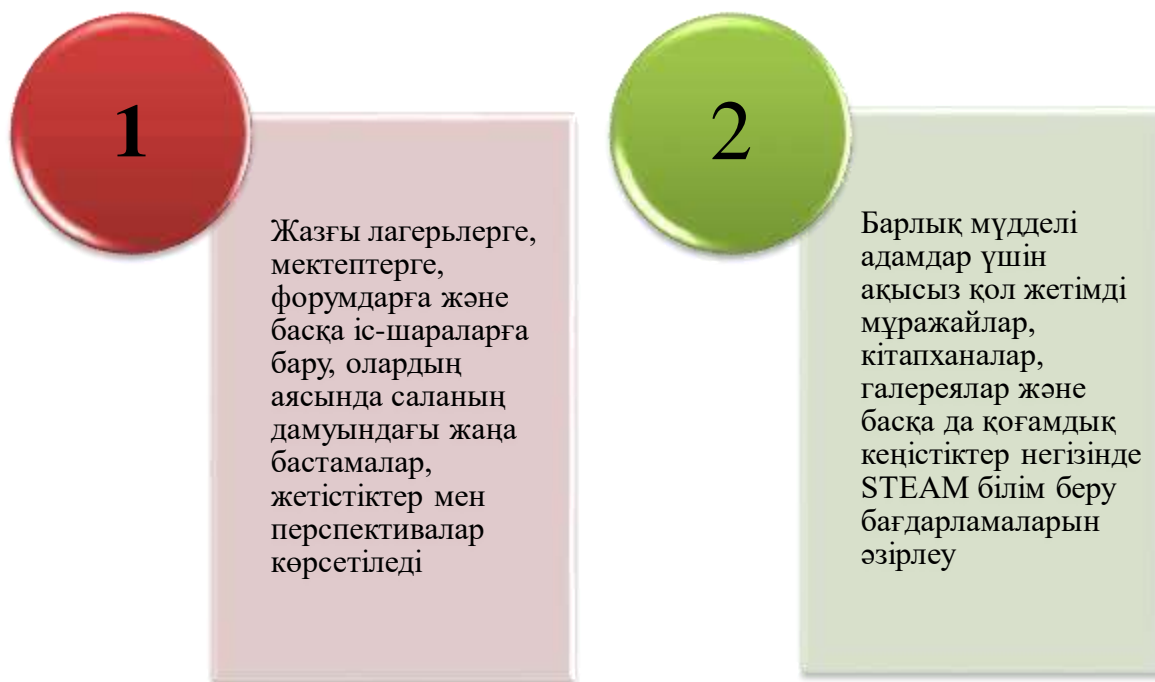 1
Жазғы лагерьлерге,
мектептерге,
форумдарға және
басқа іс-шараларға
бару, олардың
аясында саланың
дамуындағы жаңа
бастамалар,
жетістіктер мен
перспективалар
көрсетіледі
2
Барлық мүдделі
адамдар үшін
ақысыз қол жетімді
мұражайлар,
кітапханалар,
галереялар және
басқа да қоғамдық
кеңістіктер негізінде
STEAM білім беру
бағдарламаларын
әзірлеу